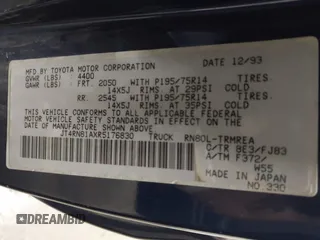 MFD BY TOYOTA MOTOR CORPORATION 12/93
GVWR (LBS) 4400
GAWR (LBS) FRT. 2050 WITH P195/75R14 TIRES
14X5J RIMS. AT 29PSI COLD
RR. 2545 WITH P195/75R14 TIRES
14X5J RIMS. AT 35PSI COLD
THIS VEHICLE CONFORMS TO ALL APPLICABLE FEDERAL
MOTOR VEHICLE SAFETY STANDARDS IN EFFECT ON THE
DATE OF MANUFACTURE SHOWN ABOVE.
JT4RN81AXR5176830 TRUCK RN80L-TRMREA
C/TR 8E3/FJ83
A/TM F372/
W55
MADE IN JAPAN
NO.330
DREAMBID